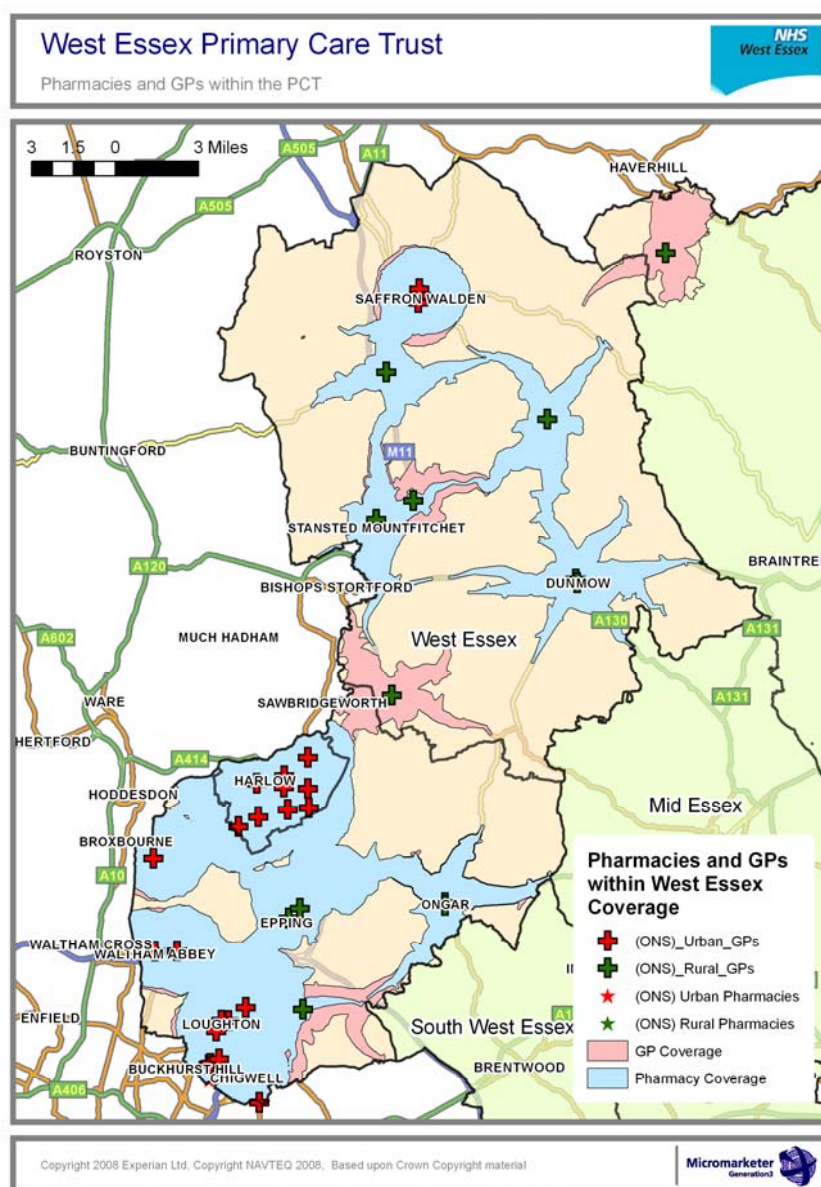 West Essex Primary Care Trust
Pharmacies and GPs within the PCT
NHS
West Essex
3 1.5 0 3 Miles
A505
A11
HAVERHILL
A505
ROYSTON
SAFFRON WALDEN
BUNTINGFORD
M11
STANSTED MOUNTFITCHET
A120
BISHOPS STORTFORD
DUNMOW
BRAINTREE
A602
MUCH HADHAM
West Essex
A130
A131
WARE
SAWBRIDGEWORTH
A131
HERTFORD
A414
HARLOW
HODDESDON
Mid Essex
BROXBOURNE
A10
EPPING
ONGAR
WALTHAM CROSS
WALTHAM ABBEY
ENFIELD
LOUGHTON
South West Essex
BUCKHURST HILL
CHIGWELL
BRENTWOOD
A406
Pharmacies and GPs
within West Essex
Coverage
(ONS)_Urban_GPs
(ONS)_Rural_GPs
(ONS) Urban Pharmacies
(ONS) Rural Pharmacies
GP Coverage
Pharmacy Coverage
Copyright 2008 Experian Ltd, Copyright NAVTEQ 2008, Based upon Crown Copyright material
Micromarketer
Generation3